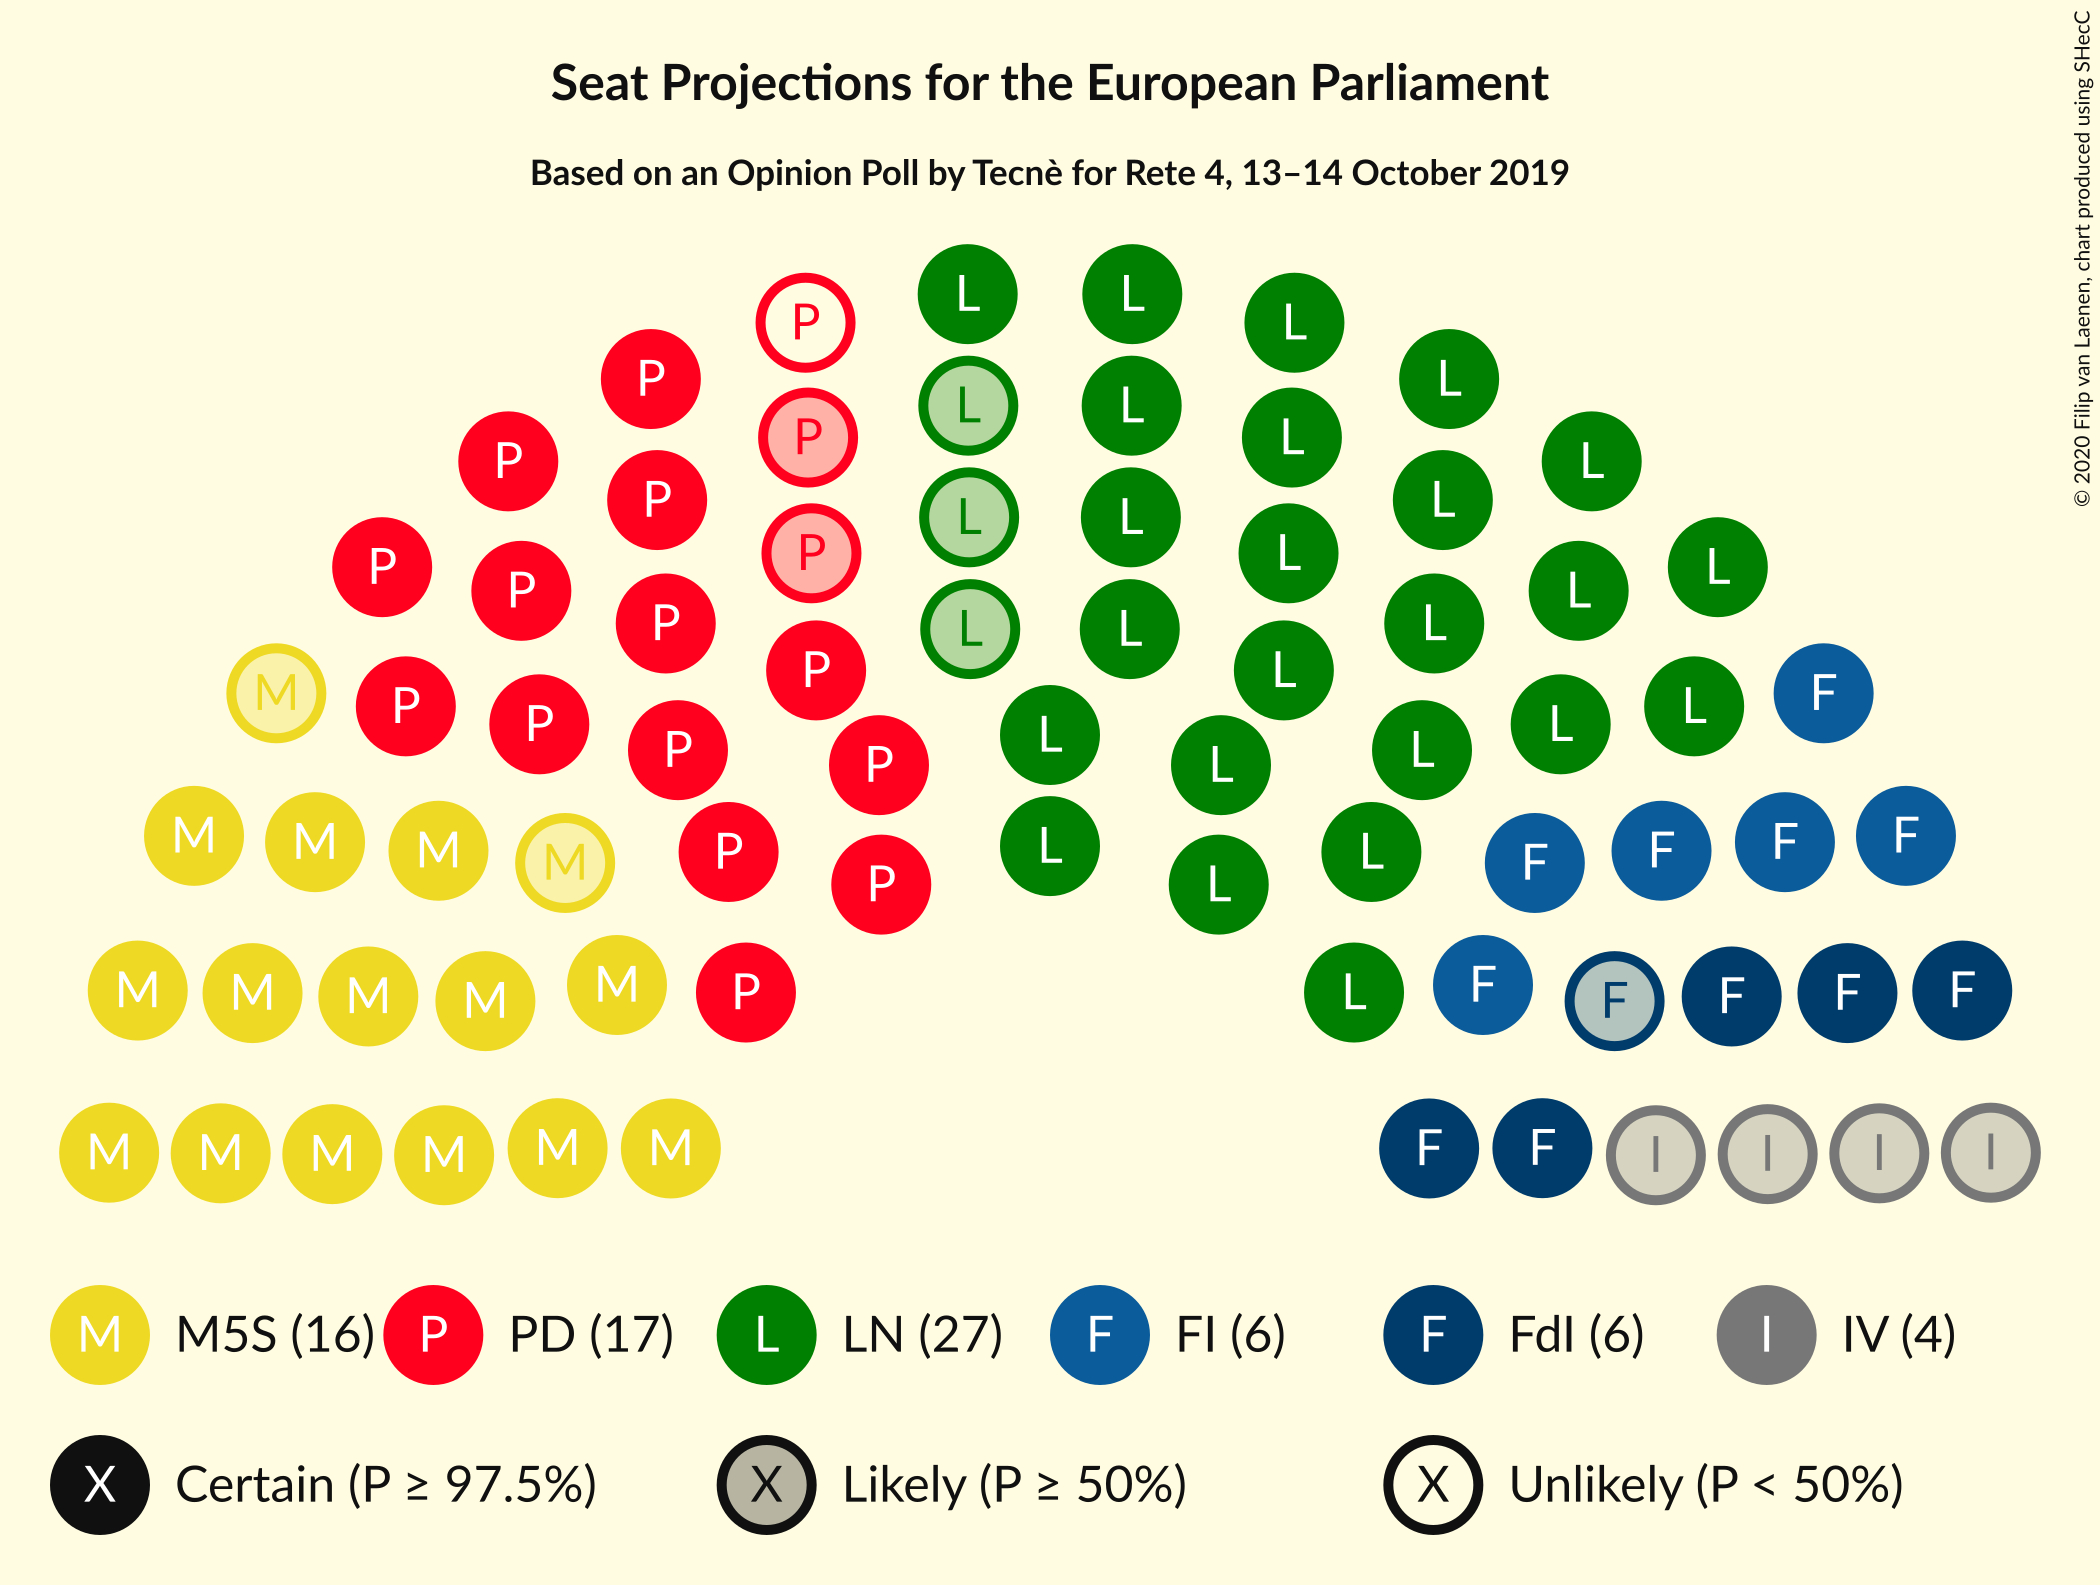 Seat Projections for the European Parliament
Based on an Opinion Poll by Tecnè for Rete 4, 13–14 October 2019
© 2020 Filip van Laenen, chart produced using SHecC
L L
P L L
P L
P L L L
P L
P L L L
P P L L
P P L L
P L L
P P L L
P L L
M P P L L F
P P L L
L
P P L L
M M M M P L L F F F F
P L
M M M M M P L F F F F F
M M M M M M F F I I I I
M M5S (16) P PD (17) L LN (27) F FI (6) F FdI (6) I IV (4)
X Certain (P ≥ 97.5%) X Likely (P ≥ 50%) X Unlikely (P < 50%)